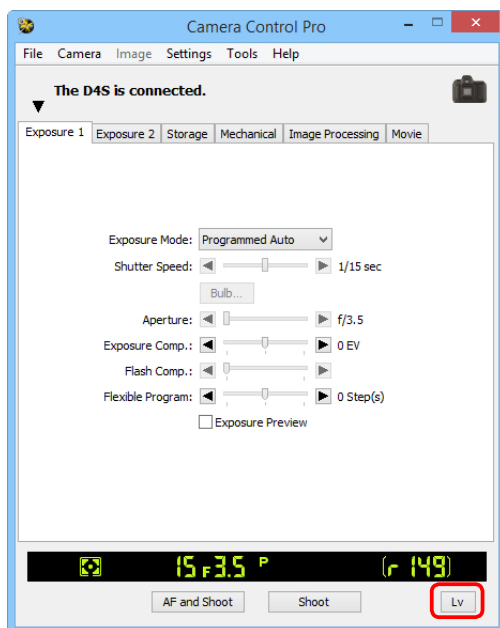 Camera Control Pro
File Camera Image Settings Tools Help
The D4S is connected.
Exposure 1 Exposure 2 Storage Mechanical Image Processing Movie
Exposure Mode: Programmed Auto
Shutter Speed: 1/15 sec
Bulb...
Aperture: f/3.5
Exposure Comp.: 0 EV
Flash Comp.:
Flexible Program: 0 Step(s)
Exposure Preview
15 F3.5 P (r 149)
AF and Shoot Shoot Lv